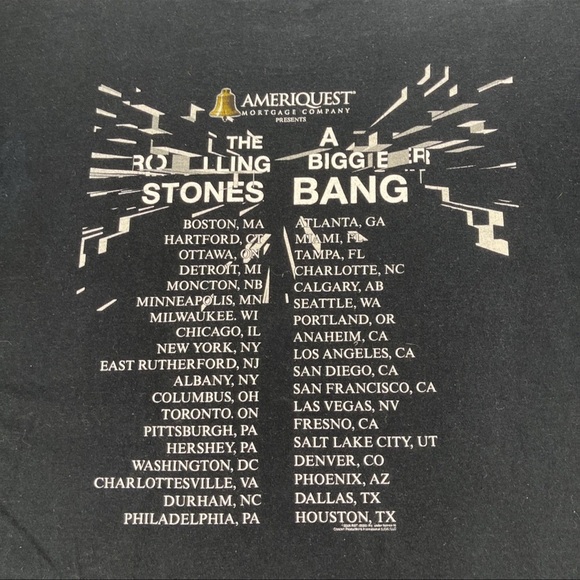 AMERIQUEST®
MORTGAGE COMPANY
PRESENTS
THE
ROLLING
STONES
A
BIGGER
BANG
BOSTON, MA
HARTFORD, CT
OTTAWA, ON
DETROIT, MI
MONCTON, NB
MINNEAPOLIS, MN
MILWAUKEE. WI
CHICAGO, IL
NEW YORK, NY
EAST RUTHERFORD, NJ
ALBANY, NY
COLUMBUS, OH
TORONTO. ON
PITTSBURGH, PA
HERSHEY, PA
WASHINGTON, DC
CHARLOTTESVILLE, VA
DURHAM, NC
PHILADELPHIA, PA
ATLANTA, GA
MIAMI, FL
TAMPA, FL
CHARLOTTE, NC
CALGARY, AB
SEATTLE, WA
PORTLAND, OR
ANAHEIM, CA
LOS ANGELES, CA
SAN DIEGO, CA
SAN FRANCISCO, CA
LAS VEGAS, NV
FRESNO, CA
SALT LAKE CITY, UT
DENVER, CO
PHOENIX, AZ
DALLAS, TX
HOUSTON, TX